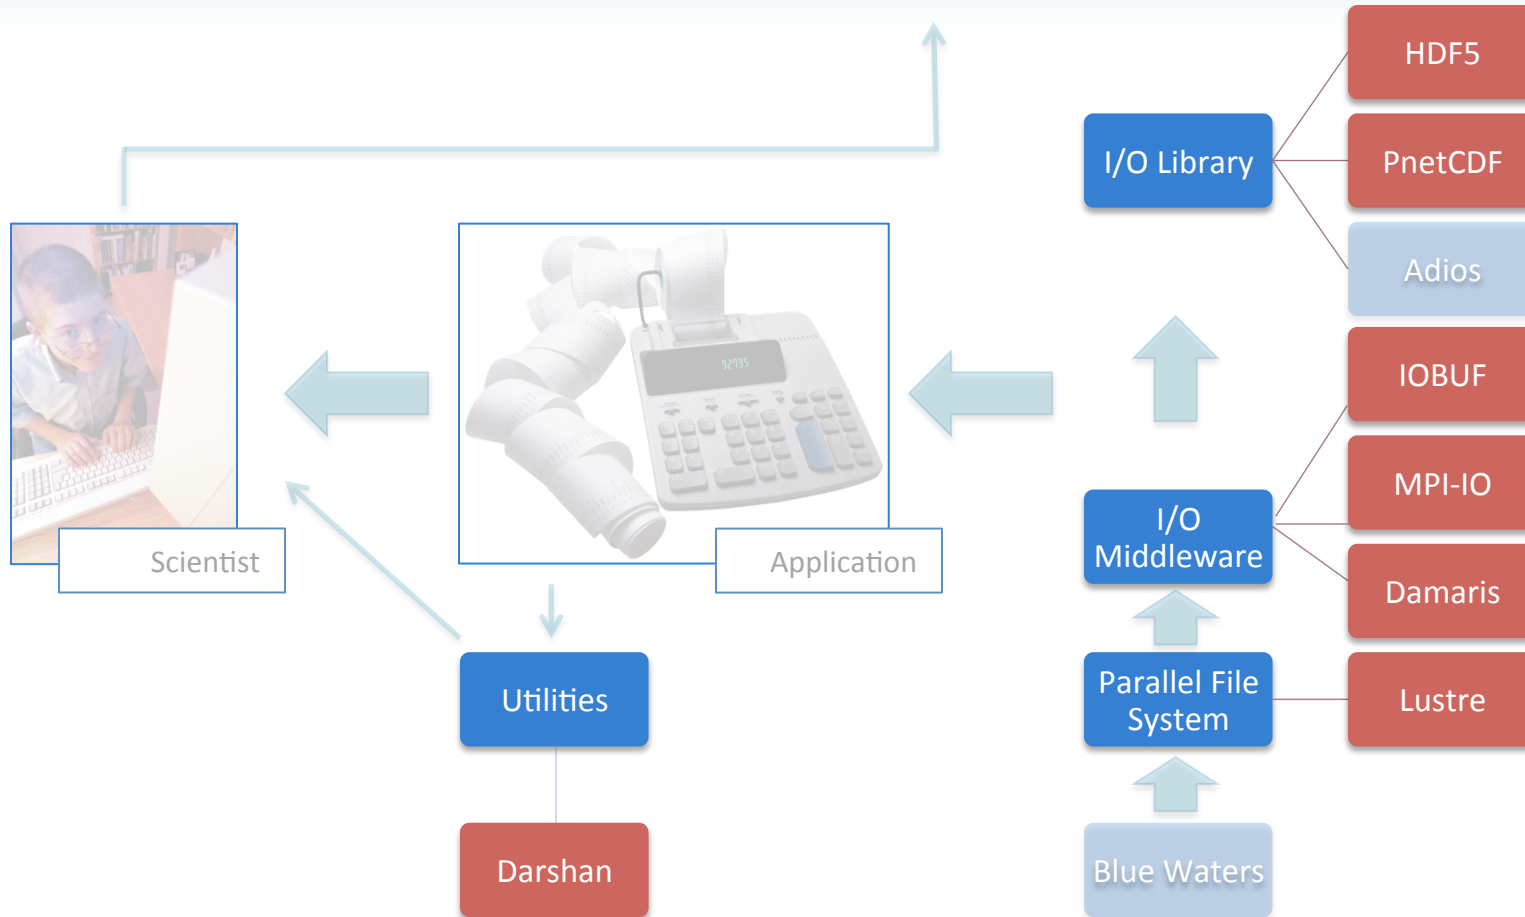 HDF5
I/O Library
PnetCDF
Adios
92795
IOBUF
MPI-IO
I/O
Middleware
Scientist
Application
Damaris
Utilities
Parallel File
System
Lustre
Darshan
Blue Waters